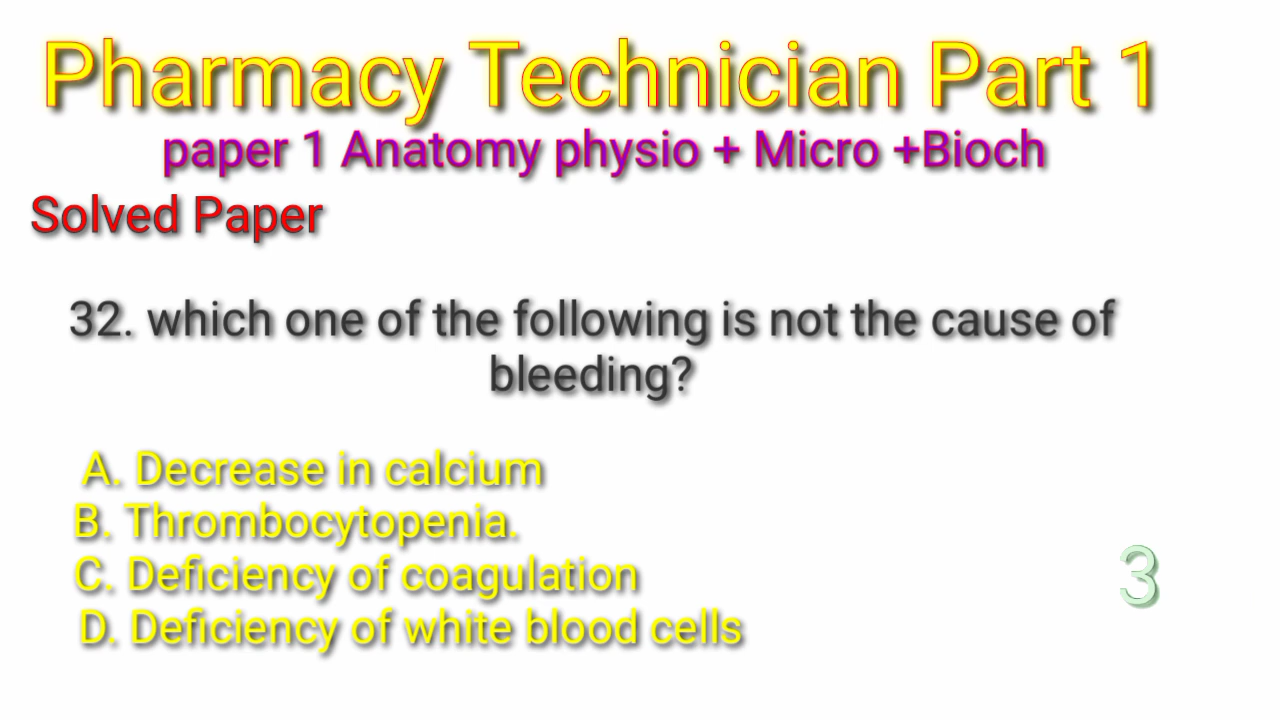 Pharmacy Technician Part 1
paper 1 Anatomy physio + Micro +Bioch
Solved Paper
32. which one of the following is not the cause of
bleeding?
A. Decrease in calcium
B. Thrombocytopenia.
C. Deficiency of coagulation
3
D. Deficiency of white blood cells